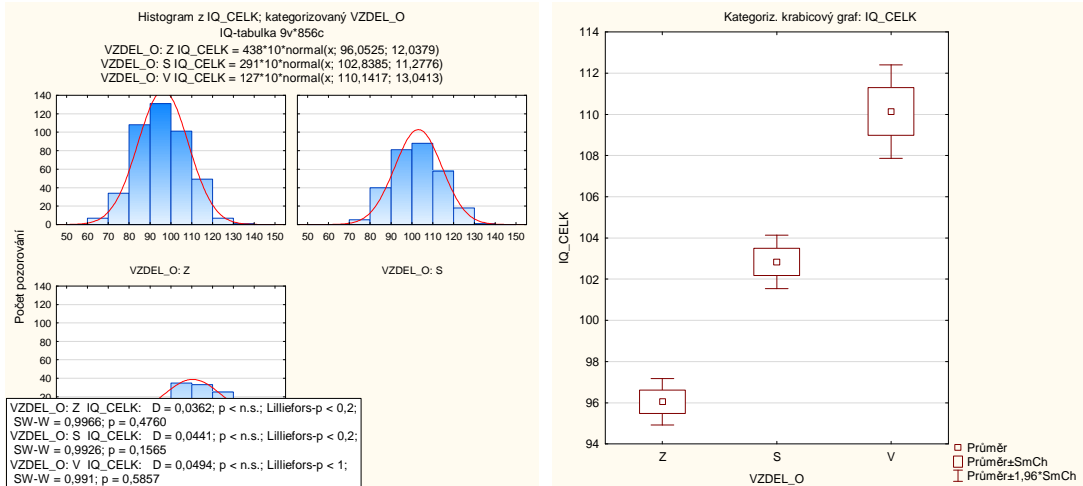 Histogram z IQ_CELK; kategorizovaný VZDEL_O
IQ-tabulka 9v*856c
VZDEL_O: Z IQ_CELK = 438*10*normal(x; 96,0525; 12,0379)
VZDEL_O: S IQ_CELK = 291*10*normal(x; 102,8385; 11,2776)
VZDEL_O: V IQ_CELK = 127*10*normal(x; 110,1417; 13,0413)
140
120
100
80
60
40
20
0
50 60 70 80 90 100 110 120 130 140 150
VZDEL_O: Z
50 60 70 80 90 100 110 120 130 140 150
VZDEL_O: S
140
120
100
80
60
40
20
Počet pozorování
VZDEL_O: Z IQ_CELK: D = 0,0362; p < n.s.; Lilliefors-p < 0,2;
SW-W = 0,9966; p = 0,4760
VZDEL_O: S IQ_CELK: D = 0,0441; p < n.s.; Lilliefors-p < 0,2;
SW-W = 0,9926; p = 0,1565
VZDEL_O: V IQ_CELK: D = 0,0494; p < n.s.; Lilliefors-p < 1;
SW-W = 0,991; p = 0,5857
Kategoriz. krabicový graf: IQ_CELK
114
112
110
108
106
104
102
100
98
96
94
IQ_CELK
Z S V
VZDEL_O
Průměr
Průměr±SmCh
Průměr±1,96*SmCh